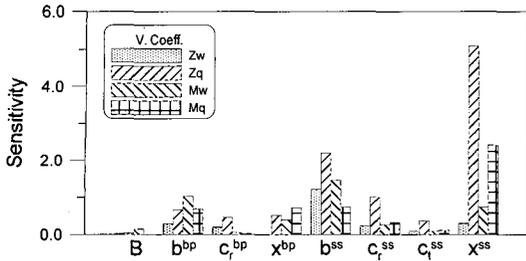 6.0
V. Coeff.
Zw
Zq
Mw
Mq
4.0
Sensitivity
2.0
0.0
B b^bp c_r^bp x^bp b^ss c_r^ss c_t^ss x^ss